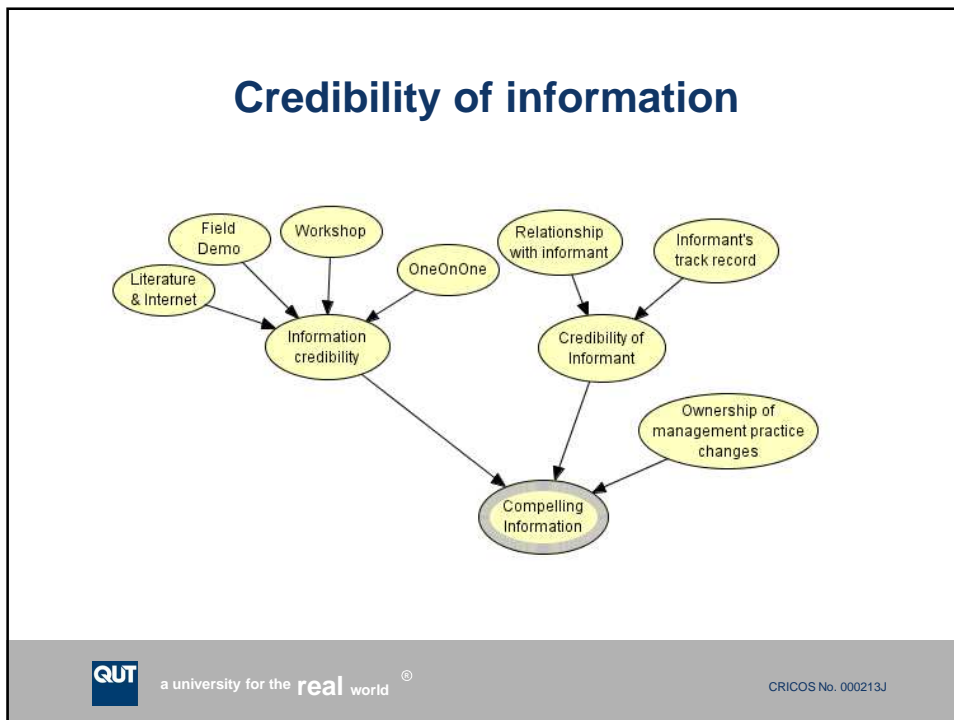 Credibility of information
Field
Demo
Workshop
Literature
& Internet
OneOnOne
Relationship
with informant
Informant's
track record
Information
credibility
Credibility of
Informant
Ownership of
management practice
changes
Compelling
Information
QUT
a university for the real world ®
CRICOS No. 000213J